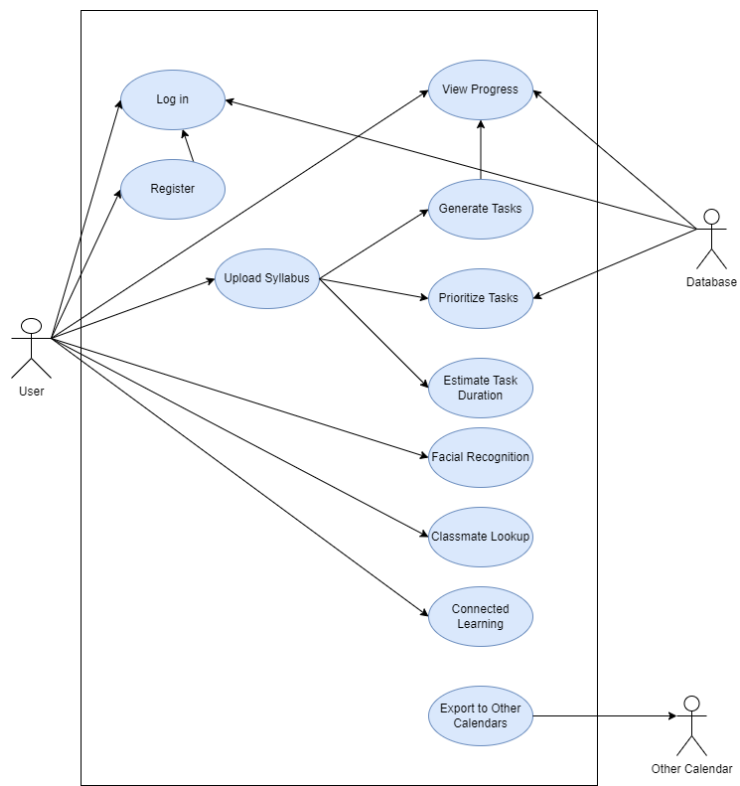 Log in
View Progress
Register
Generate Tasks
Upload Syllabus
Database
Prioritize Tasks
User
Estimate Task
Duration
Facial Recognition
Classmate Lookup
Connected
Learning
Export to Other
Calendars
Other Calendar